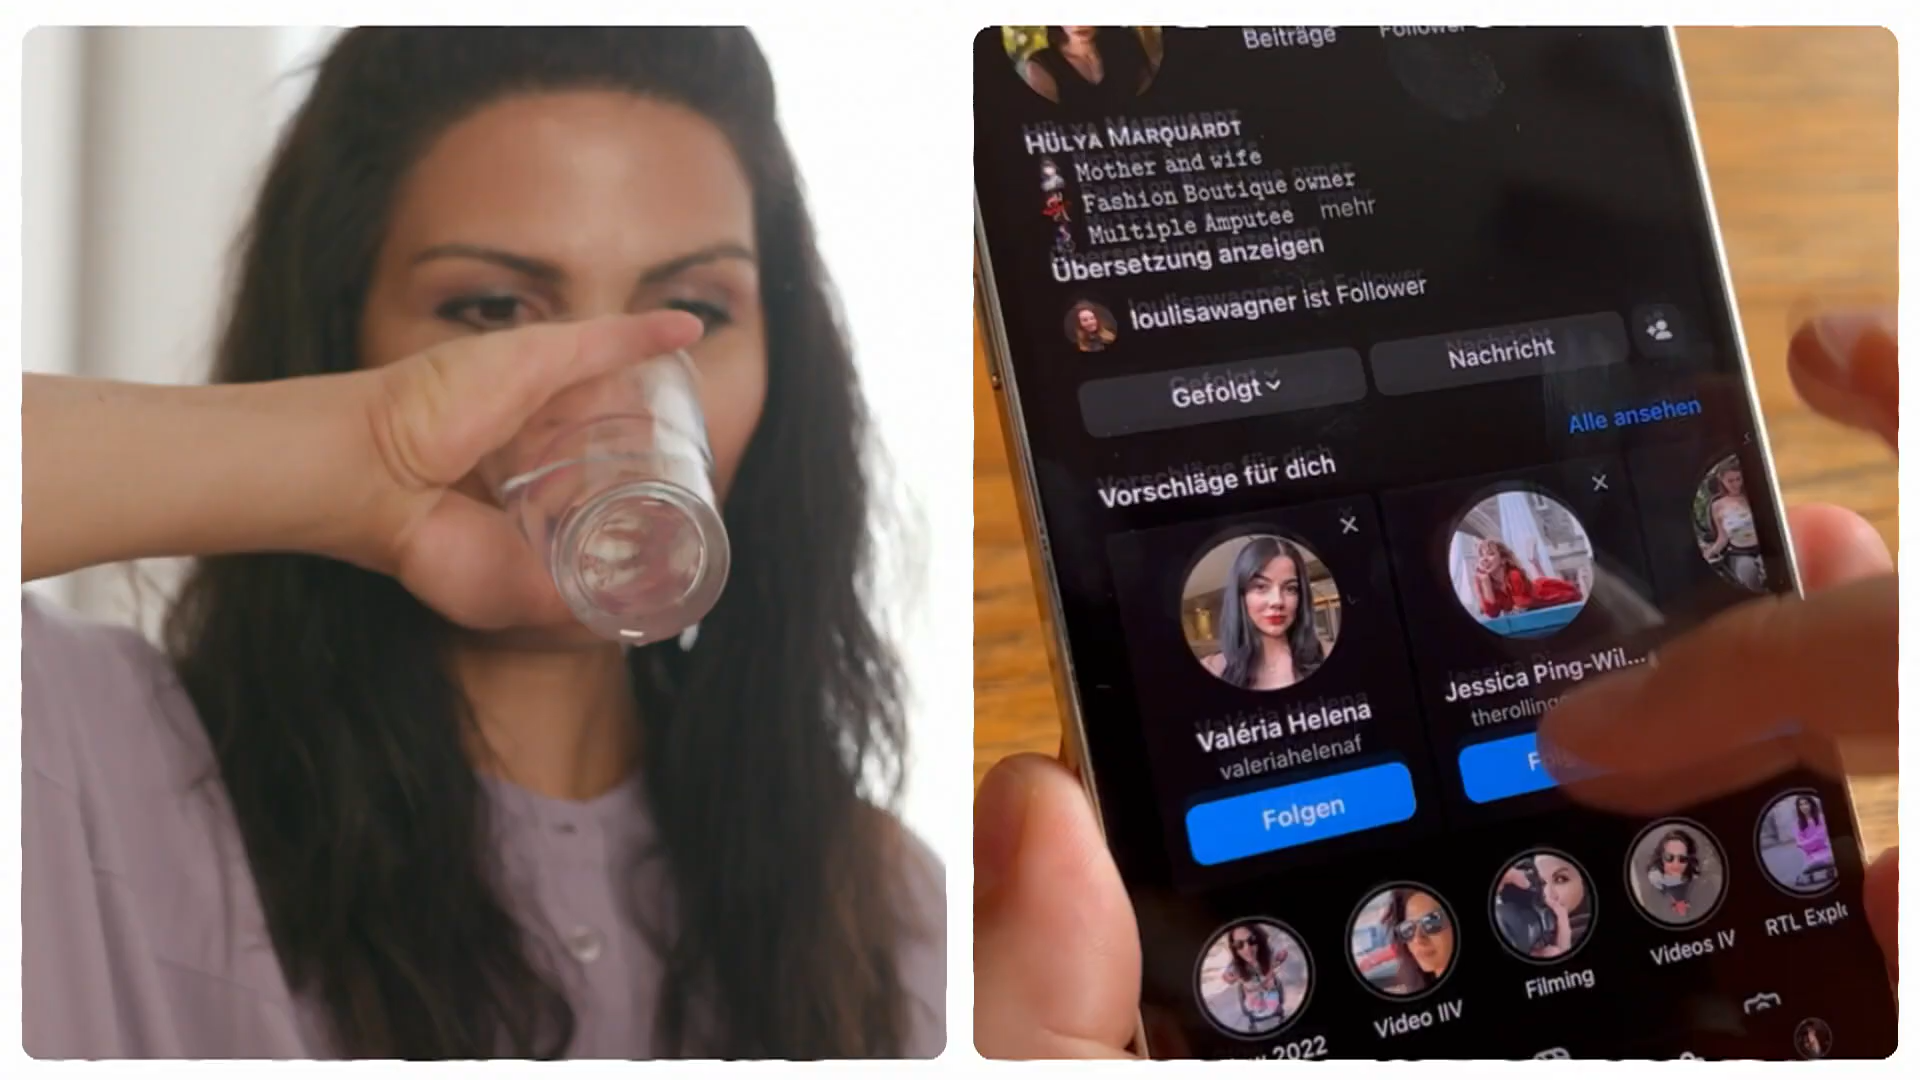 Beiträge Follower
HÜLYA MARQUARDT
Mother and wife
Fashion Boutique owner
Multiple Amputee mehr
Übersetzung anzeigen
loulisawagner ist Follower
Gefolgt Nachricht
Alle ansehen
Vorschläge für dich
Valéria Helena
valeriahelenaf
Folgen
Jessica Ping-Wil...
2022
Video IIV
Filming
Videos IV
RTL